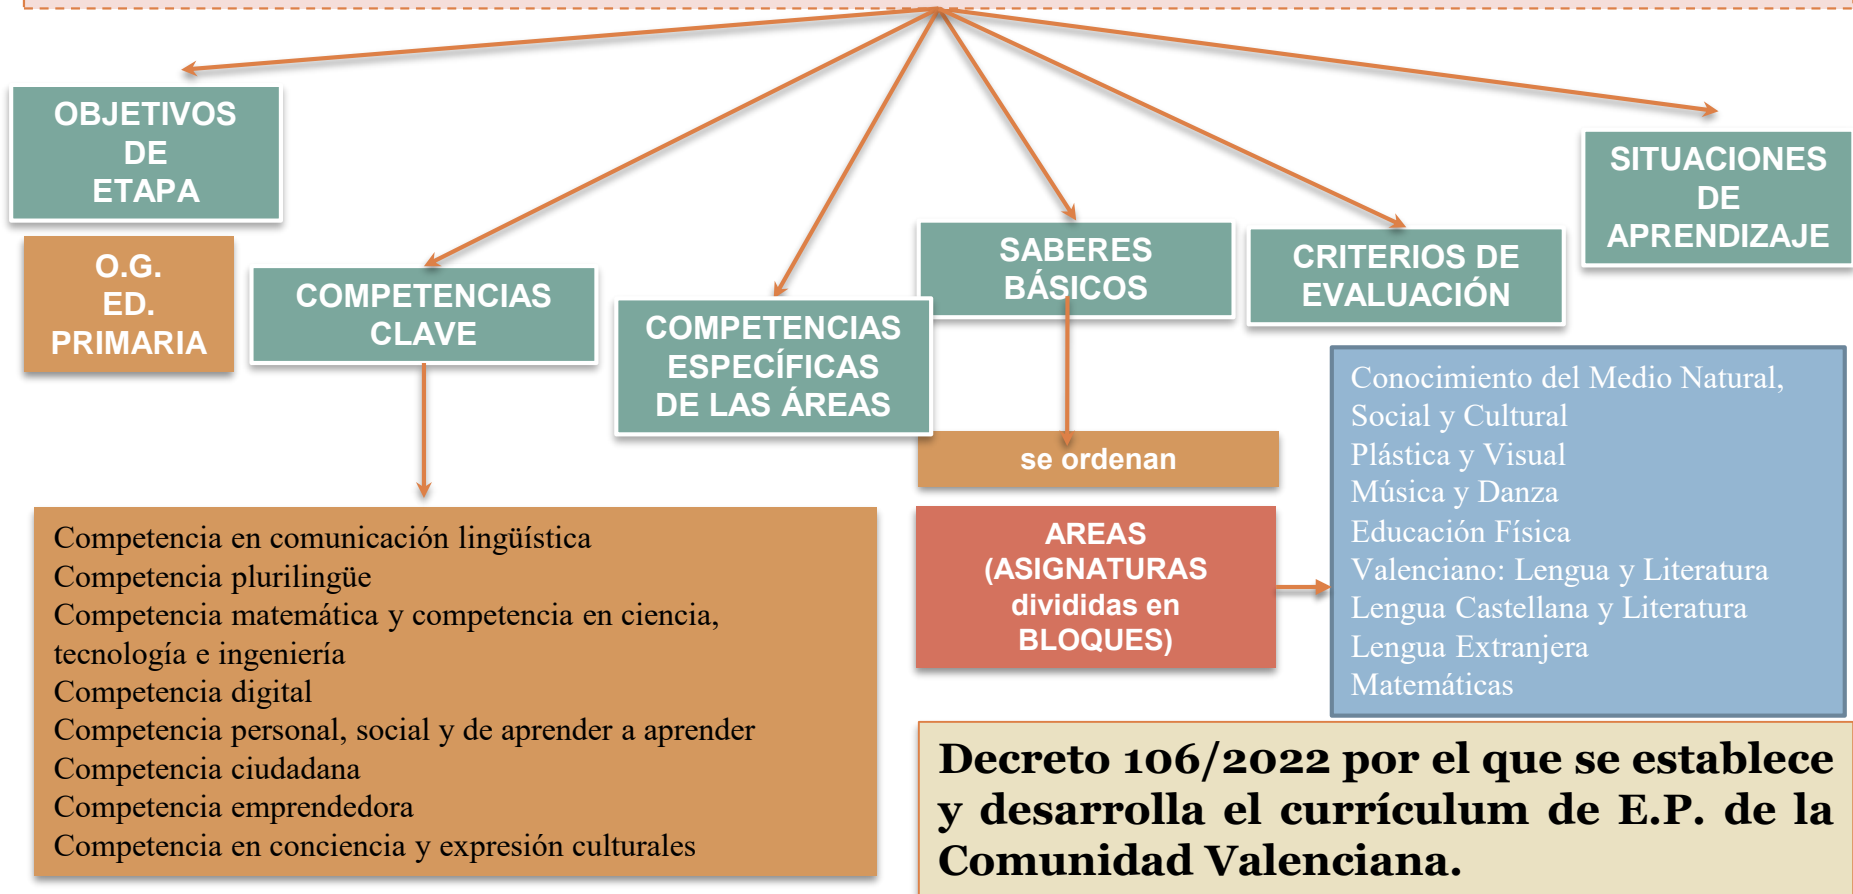 OBJETIVOS
DE
ETAPA
O.G.
ED.
PRIMARIA
COMPETENCIAS
CLAVE
COMPETENCIAS
ESPECÍFICAS
DE LAS ÁREAS
SABERES
BÁSICOS
CRITERIOS DE
EVALUACIÓN
SITUACIONES
DE
APRENDIZAJE
Competencia en comunicación lingüística
Competencia plurilingüe
Competencia matemática y competencia en ciencia,
tecnología e ingeniería
Competencia digital
Competencia personal, social y de aprender a aprender
Competencia ciudadana
Competencia emprendedora
Competencia en conciencia y expresión culturales
se ordenan
AREAS
(ASIGNATURAS
divididas en
BLOQUES)
Conocimiento del Medio Natural,
Social y Cultural
Plástica y Visual
Música y Danza
Educación Física
Valenciano: Lengua y Literatura
Lengua Castellana y Literatura
Lengua Extranjera
Matemáticas
Decreto 106/2022 por el que se establece
y desarrolla el currículum de E.P. de la
Comunidad Valenciana.